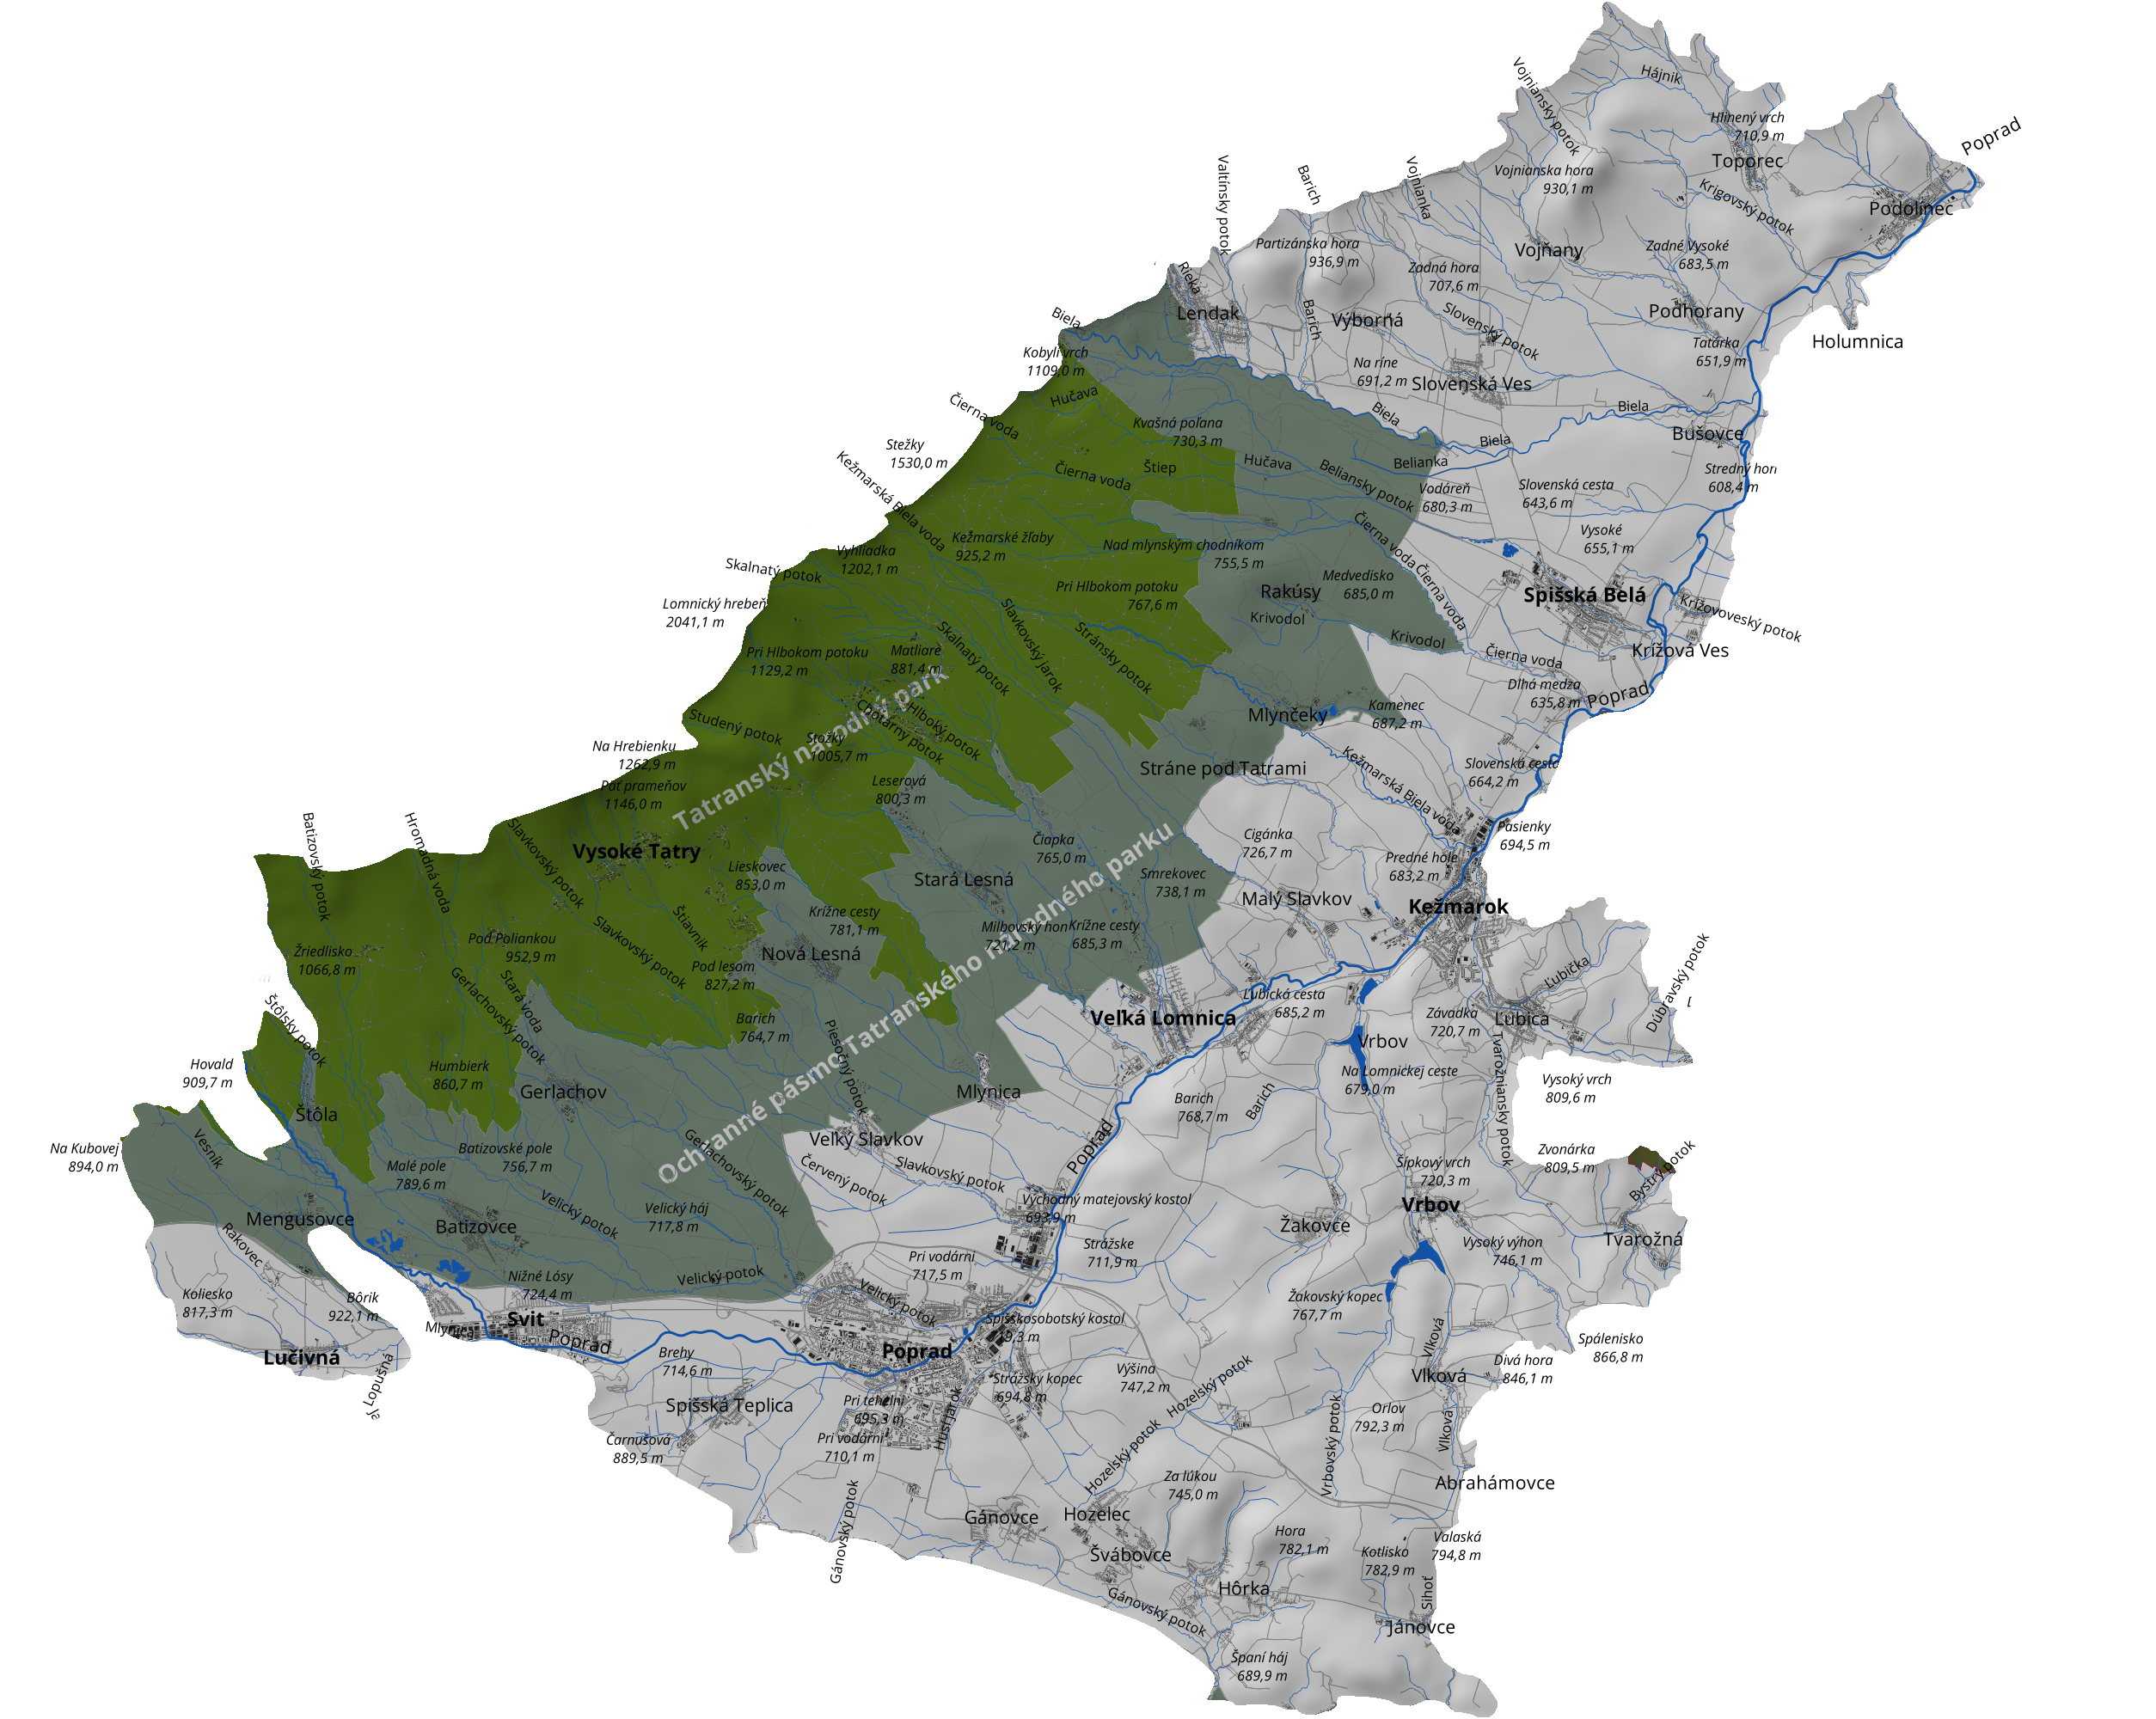 Hájnik
Vojniansky potok
Hlinený vrch
710,9 m
Poprad
Toporec
Vojnianska hora
930,1 m
Krigovský potok
Podolínec
Valtínsky potok
Barich
Vojnianka
Partizánska hora
936,9 m
Vojňany
Zadné Vysoké
683,5 m
Zadná hora
707,6 m
Rieka
Lendak
Barich
Výborná
Slovenský potok
Podhorany
Holumnica
Tatárka
651,9 m
Biela
Kobylí vrch
1109,0 m
Na ríne
691,2 m
Slovenská Ves
Hučava
Čierna voda
Biela
Biela
Kvašná poľana
730,3 m
Biela
Bušovce
Stežky
1530,0 m
Kežmarská Biela voda
Čierna voda
Štiep
Hučava
Beliansky potok
Belianka
Vodáreň
680,3 m
Slovenská cesta
643,6 m
Stredný hon
608,4 m
Vyhliadka
1202,1 m
Kežmarské žľaby
925,2 m
Nad mlynským chodníkom
755,5 m
Čierna voda
Čierna voda
Vysoké
655,1 m
Skalnatý potok
Pri Hlbokom potoku
767,6 m
Rakúsy
Medvedisko
685,0 m
Spišská Belá
Lomnický hrebeň
2041,1 m
Slavkovský jarok
Skalnatý potok
Stránsky potok
Krivodol
Krivodol
Krížovoveský potok
Krížová Ves
Pri Hlbokom potoku
1129,2 m
Matliare
881,4 m
Čierna voda
Dlhá medza
635,8 m
Poprad
Tatranský národný park
Studený potok
Chotárny potok
Hlboký potok
Stožky
1005,7 m
Mlynčeky
Kamenec
687,2 m
Na Hrebienku
1262,9 m
Päť prameňov
1146,0 m
Leserová
800,3 m
Stráne pod Tatrami
Kežmarská Biela voda
Slovenská cesta
664,2 m
Batizovský potok
Hromadná voda
Slavkovský potok
Vysoké Tatry
Lieskovec
853,0 m
Čiapka
765,0 m
Cigánka
726,7 m
Pasienky
694,5 m
Predné hole
683,2 m
Stará Lesná
Smrekovec
738,1 m
Malý Slavkov
Kežmarok
Štiavnik
Slavkovský potok
Krížne cesty
781,1 m
Milbovský hon
721,2 m
Krížne cesty
685,3 m
Pod Poliankou
952,9 m
Žriedlisko
1066,8 m
Nová Lesná
Pod lesom
827,2 m
Ľubička
Dúbravský potok
Gerlachovský potok
Stará voda
Štôlsky potok
Barich
764,7 m
Piesočný potok
Veľká Lomnica
Ľubická cesta
685,2 m
Závadka
720,7 m
Ľubica
Vrbov
Ochranné pásmo Tatranského národného parku
Hovald
909,7 m
Humbierk
860,7 m
Gerlachov
Mlynica
Na Lomnickej ceste
679,0 m
Barich
768,7 m
Barich
Vysoký vrch
809,6 m
Tvarožniansky potok
Štôla
Vesník
Na Kubovej
894,0 m
Batizovské pole
756,7 m
Malé pole
789,6 m
Gerlachovský potok
Veľký Slavkov
Poprad
Slavkovský potok
Červený potok
Šípkový vrch
720,3 m
Zvonárka
809,5 m
Bystrý potok
Mengusovce
Rakovec
Batizovce
Velický potok
Velický háj
717,8 m
Východný matejovský kostol
693,9 m
Strážske
711,9 m
Žakovce
Vrbov
Vysoký výhon
746,1 m
Tvarožná
Pri vodárni
717,5 m
Velický potok
Nižné Lósy
724,4 m
Koliesko
817,3 m
Bôrik
922,1 m
Velický potok
Žakovský kopec
767,7 m
Mlynica
Svit
Poprad
Spišskosobotský kostol
9,3 m
Lučivná
Lopušná
Brehy
714,6 m
Poprad
Strážsky kopec
694,8 m
Výšina
747,2 m
Hozelský potok
Vlková
Vlková
Spálenisko
866,8 m
Divá hora
846,1 m
Spišská Teplica
Pri tehelni
695,3 m
Husí jarok
Orlov
792,3 m
Vrbovský potok
Vlková
Čarnušová
889,5 m
Pri vodárni
710,1 m
Hozelský potok
Za lúkou
745,0 m
Abrahámovce
Gánovský potok
Gánovce
Hozelec
Švábovce
Hora
782,1 m
Kotlisko
782,9 m
Valaská
794,8 m
Hôrka
Sihoť
Gánovský potok
Jánovce
Španí háj
689,9 m